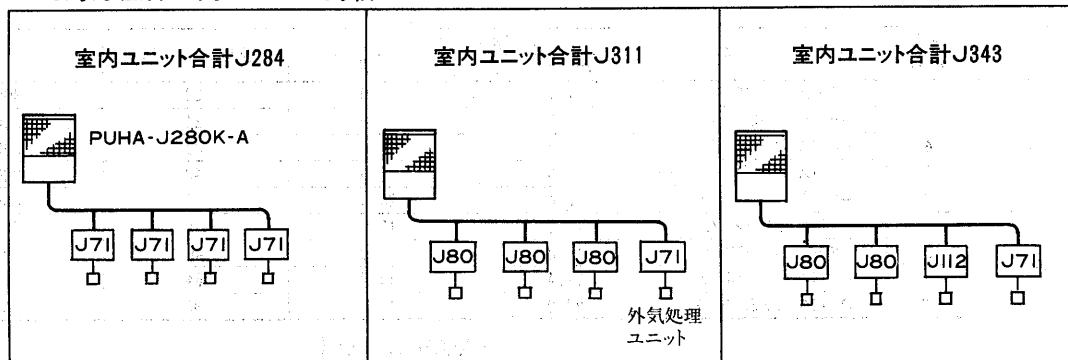 室内ユニット合計J284
PUHA-J280K-A
J71 J71 J71 J71
室内ユニット合計J311
J80 J80 J80 J71
外気処理
ユニット
室内ユニット合計J343
J80 J80 J112 J71